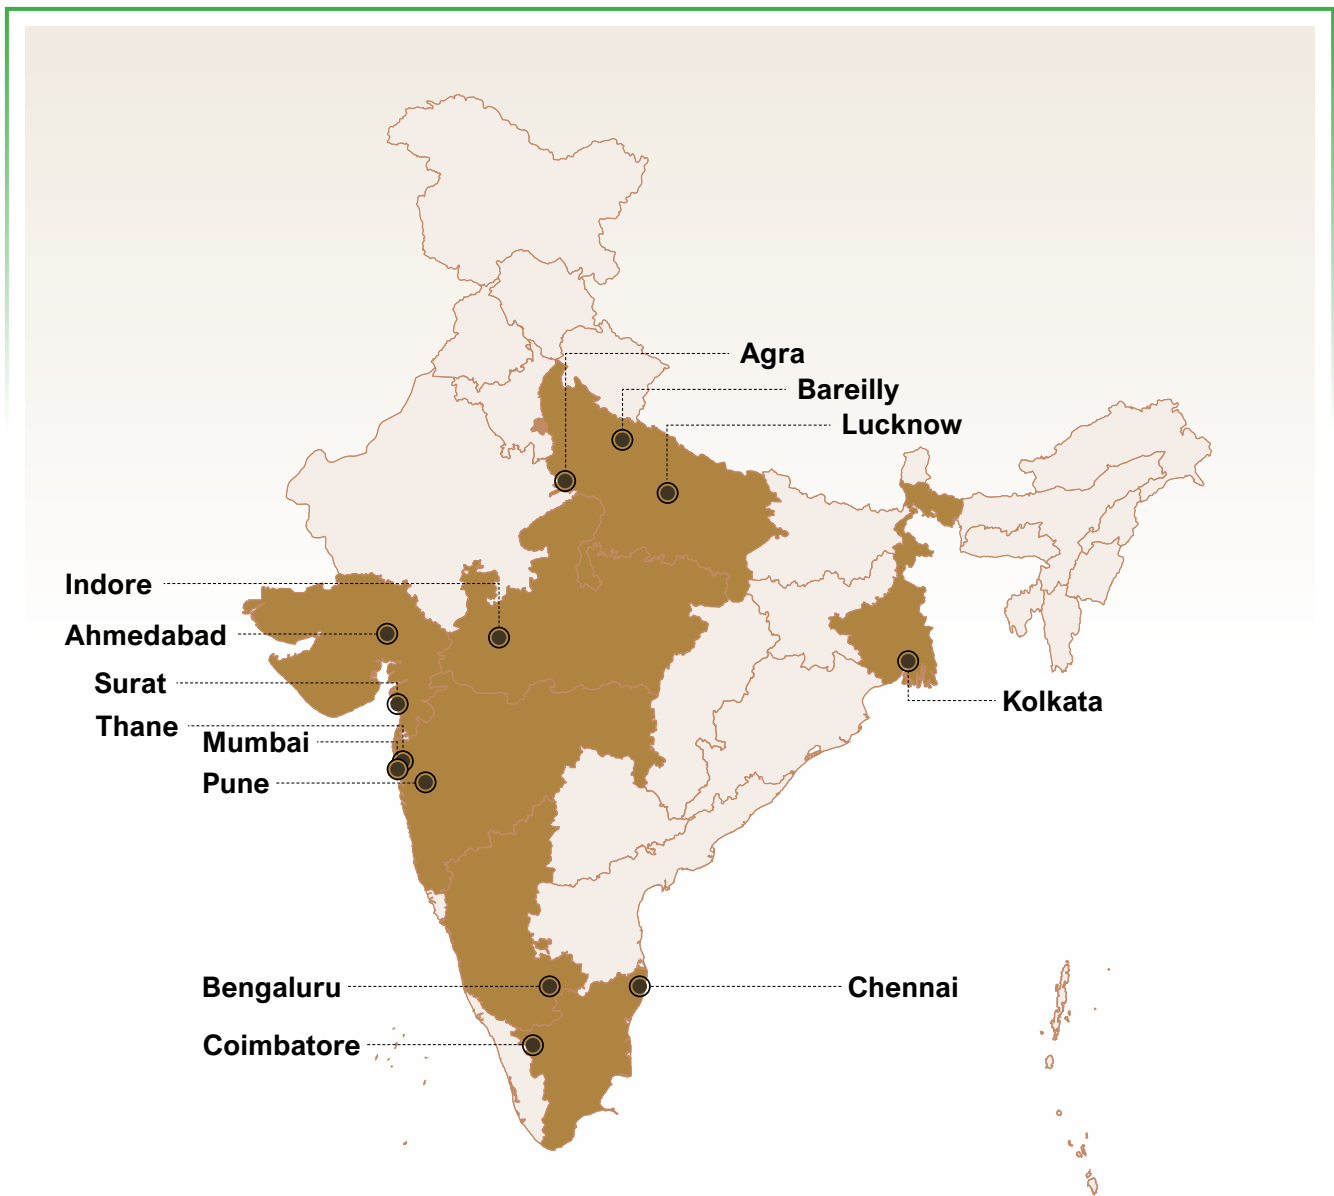 Agra
Bareilly
Lucknow
Indore
Ahmedabad
Surat
Thane
Mumbai
Pune
Kolkata
Bengaluru
Chennai
Coimbatore